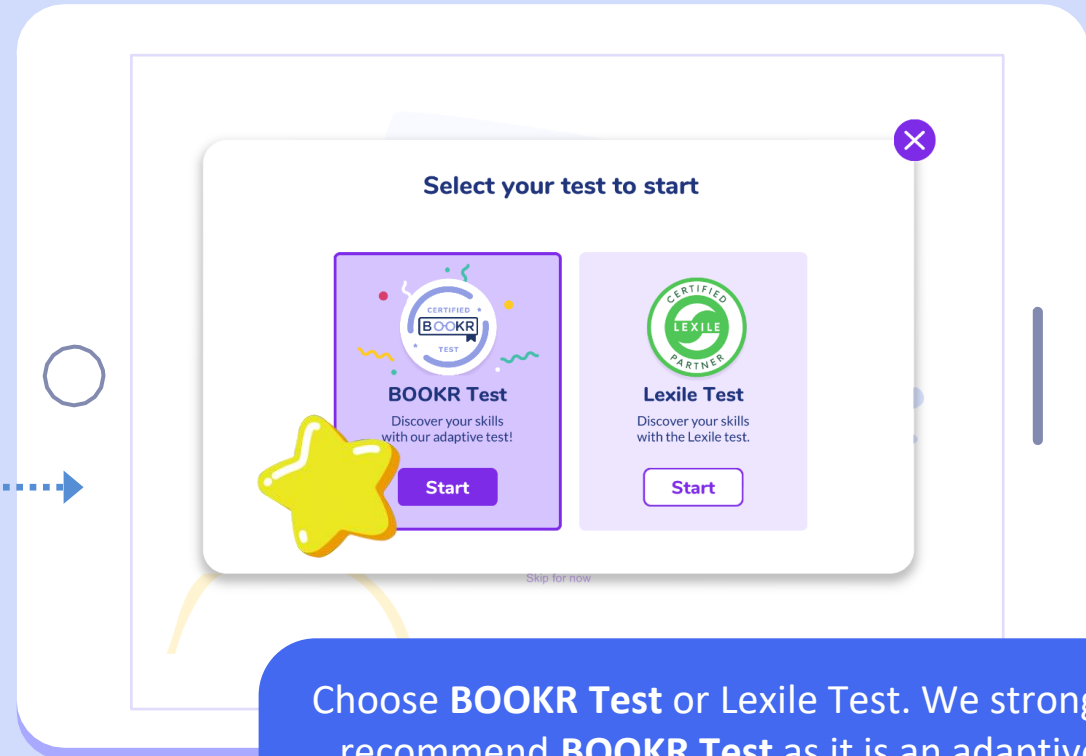 Select your test to start
CERTIFIED
BOOKR
TEST
BOOKR Test
Discover your skills
with our adaptive test!
Start
CERTIFIED
LEXILE
PARTNER
Lexile Test
Discover your skills
with the Lexile test.
Start
Skip for now
Choose BOOKR Test or Lexile Test. We strong
recommend BOOKR Test as it is an adaptive